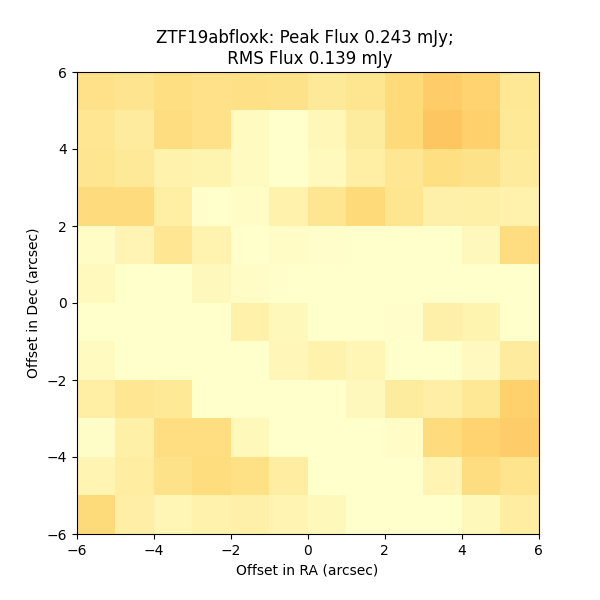 ZTF19abfloxk: Peak Flux 0.243 mJy;
RMS Flux 0.139 mJy
6
4
2
0
−2
−4
−6
Offset in Dec (arcsec)
−6 −4 −2 0 2 4 6
Offset in RA (arcsec)